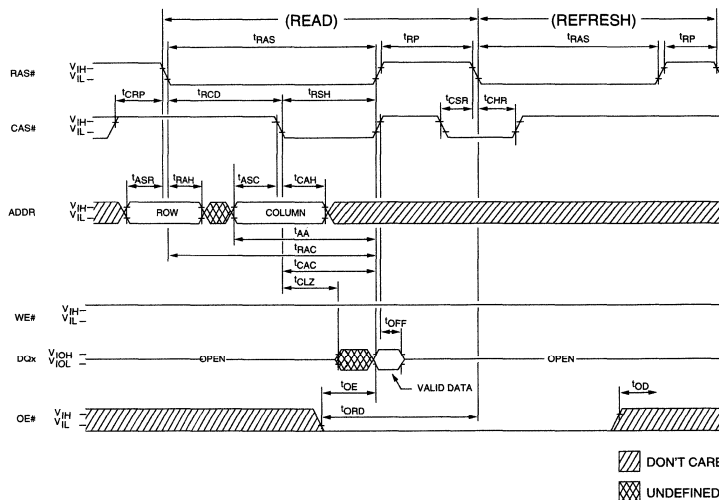 (READ) (REFRESH)
tRAS tRP tRAS tRP
RAS# VIH VIL
tCRP tRCD tRSH tCSR tCHR
CAS# VIH VIL
tASR tRAH tASC tCAH
ADDR VIH VIL ROW COLUMN
tAA
tRAC
tCAC
tCLZ
WE# VIH VIL
tOFF
DQx VIOH VIOL OPEN OPEN
tOE VALID DATA tOD
tORD
OE# VIH VIL
DON'T CARE
UNDEFINED